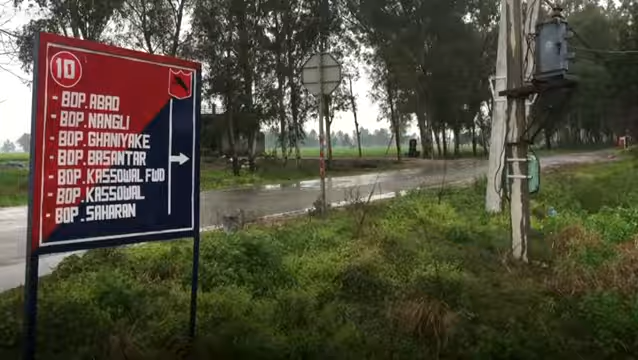 10
- BOP.ABAD
- BOP.NANGLI
- BOP.GHANIYAKE
- BOP.BASANTAR
- BOP.KASSOWAL FWD
- BOP.KASSOWAL
BOP.SAHARAN